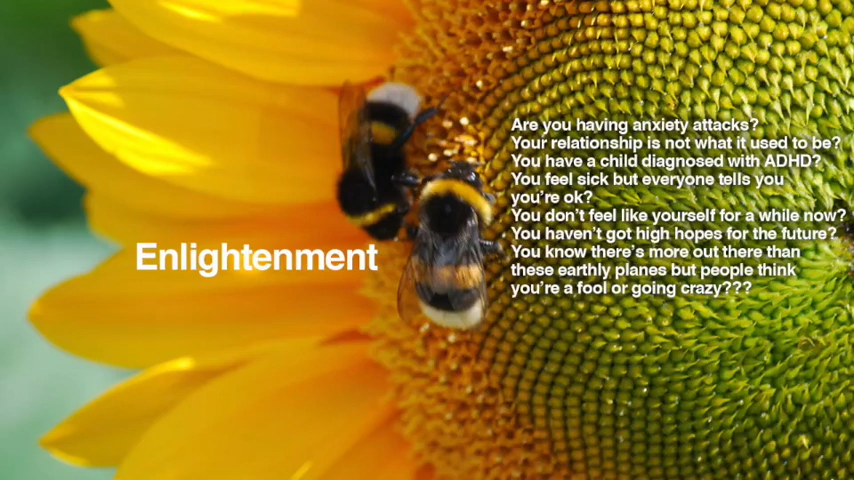 Enlightenment
Are you having anxiety attacks?
Your relationship is not what it used to be?
You have a child diagnosed with ADHD?
You feel sick but everyone tells you
you're ok?
You don't feel like yourself for a while now?
You haven't got high hopes for the future?
You know there's more out there than
these earthly planes but people think
you're a fool or going crazy???